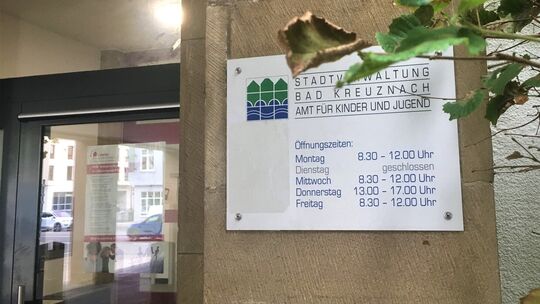 STADTVERWALTUNG
BAD KREUZNACH
AMT FÜR KINDER UND JUGEND
Öffnungszeiten:
Montag 8.30 - 12.00 Uhr
Dienstag geschlossen
Mittwoch 8.30 - 12.00 Uhr
Donnerstag 13.00 - 17.00 Uhr
Freitag 8.30 - 12.00 Uhr